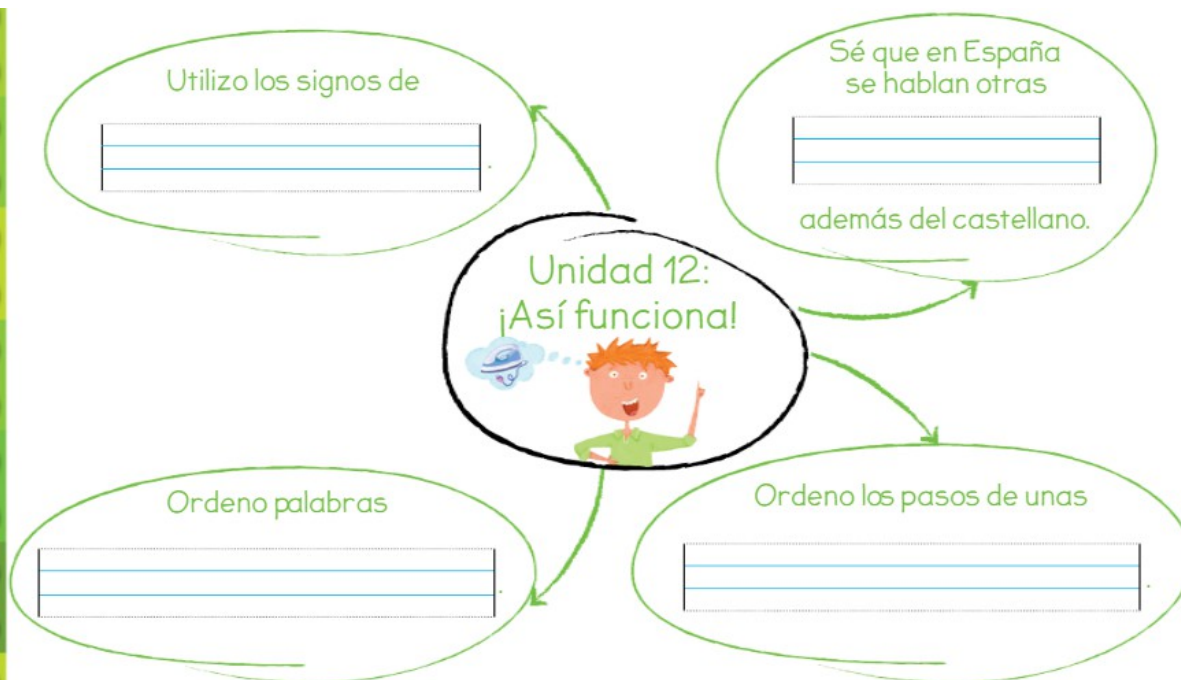 Utilizo los signos de
.
Sé que en España
se hablan otras
además del castellano.
Unidad 12:
¡Así funciona!
Ordeno palabras
.
Ordeno los pasos de unas
.